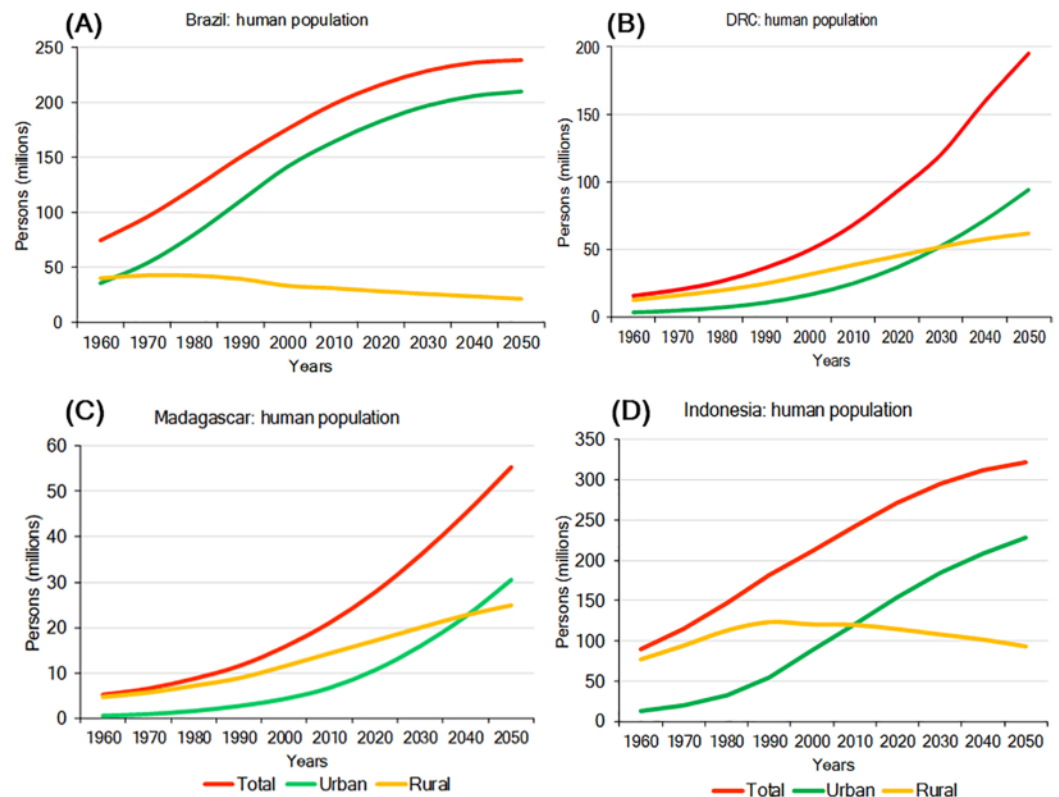 (A)
Brazil: human population
250
200
150
100
50
0
Persons (millions)
1960 1970 1980 1990 2000 2010 2020 2030 2040 2050
Years
(B)
DRC: human population
200
150
100
50
0
Persons (millions)
1960 1970 1980 1990 2000 2010 2020 2030 2040 2050
Years
(C)
Madagascar: human population
60
50
40
30
20
10
0
Persons (millions)
1960 1970 1980 1990 2000 2010 2020 2030 2040 2050
Years
Total Urban Rural
(D)
Indonesia: human population
350
300
250
200
150
100
50
0
Persons (millions)
1960 1970 1980 1990 2000 2010 2020 2030 2040 2050
Years
Total Urban Rural